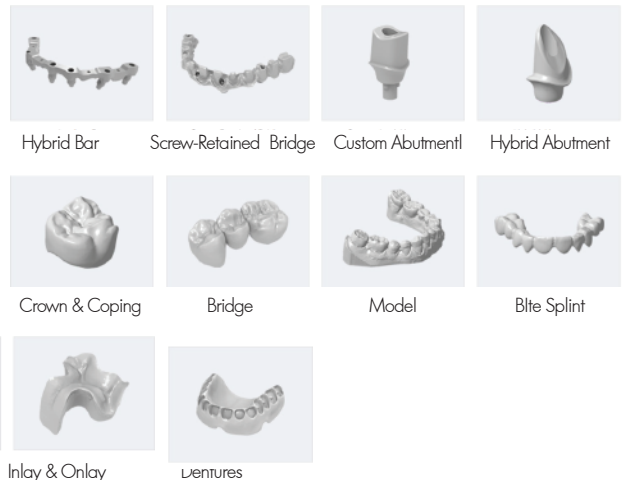 Hybrid Bar
Screw-Retained Bridge
Custom Abutmentl
Hybrid Abutment
Crown & Coping
Bridge
Model
BIte Splint
Inlay & Onlay
Dentures